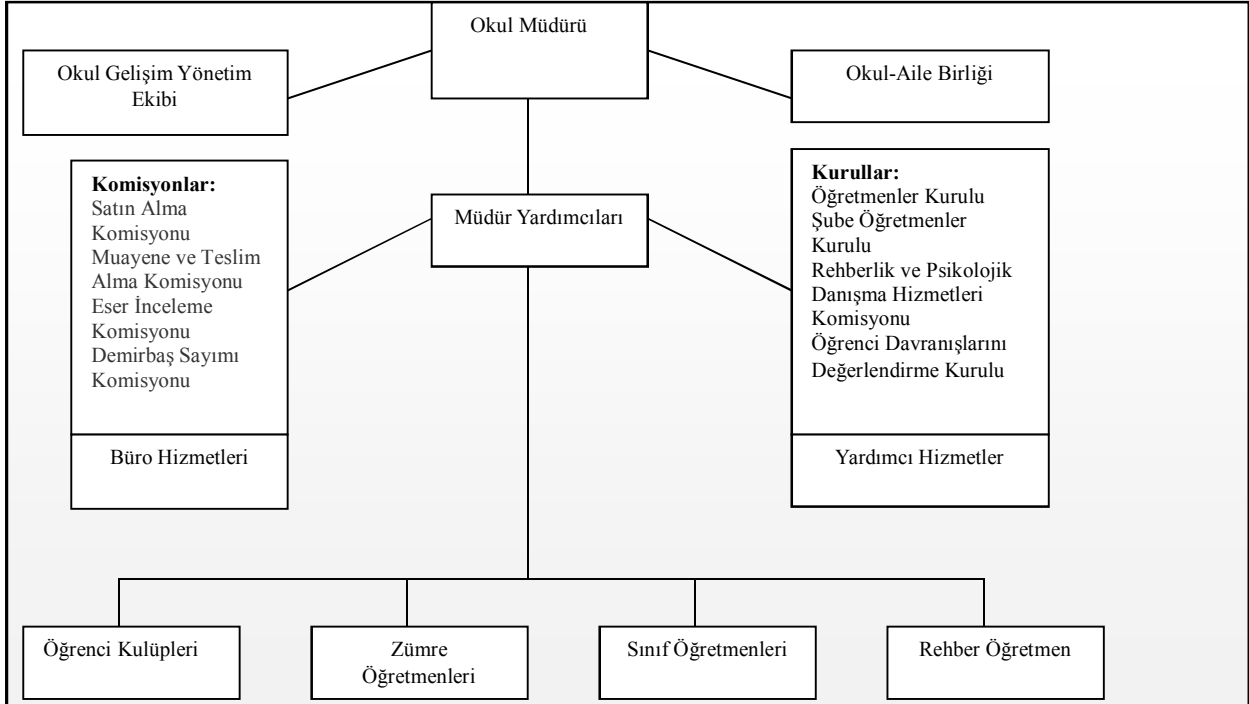 Okul Müdürü
Okul Gelişim Yönetim
Ekibi
Okul-Aile Birliği
Komisyonlar:
Satın Alma
Komisyonu
Muayene ve Teslim
Alma Komisyonu
Eser İnceleme
Komisyonu
Demirbaş Sayımı
Komisyonu
Müdür Yardımcıları
Kurullar:
Öğretmenler Kurulu
Şube Öğretmenler
Kurulu
Rehberlik ve Psikolojik
Danışma Hizmetleri
Komisyonu
Öğrenci Davranışlarını
Değerlendirme Kurulu
Büro Hizmetleri
Yardımcı Hizmetler
Öğrenci Kulüpleri
Zümre
Öğretmenleri
Sınıf Öğretmenleri
Rehber Öğretmen